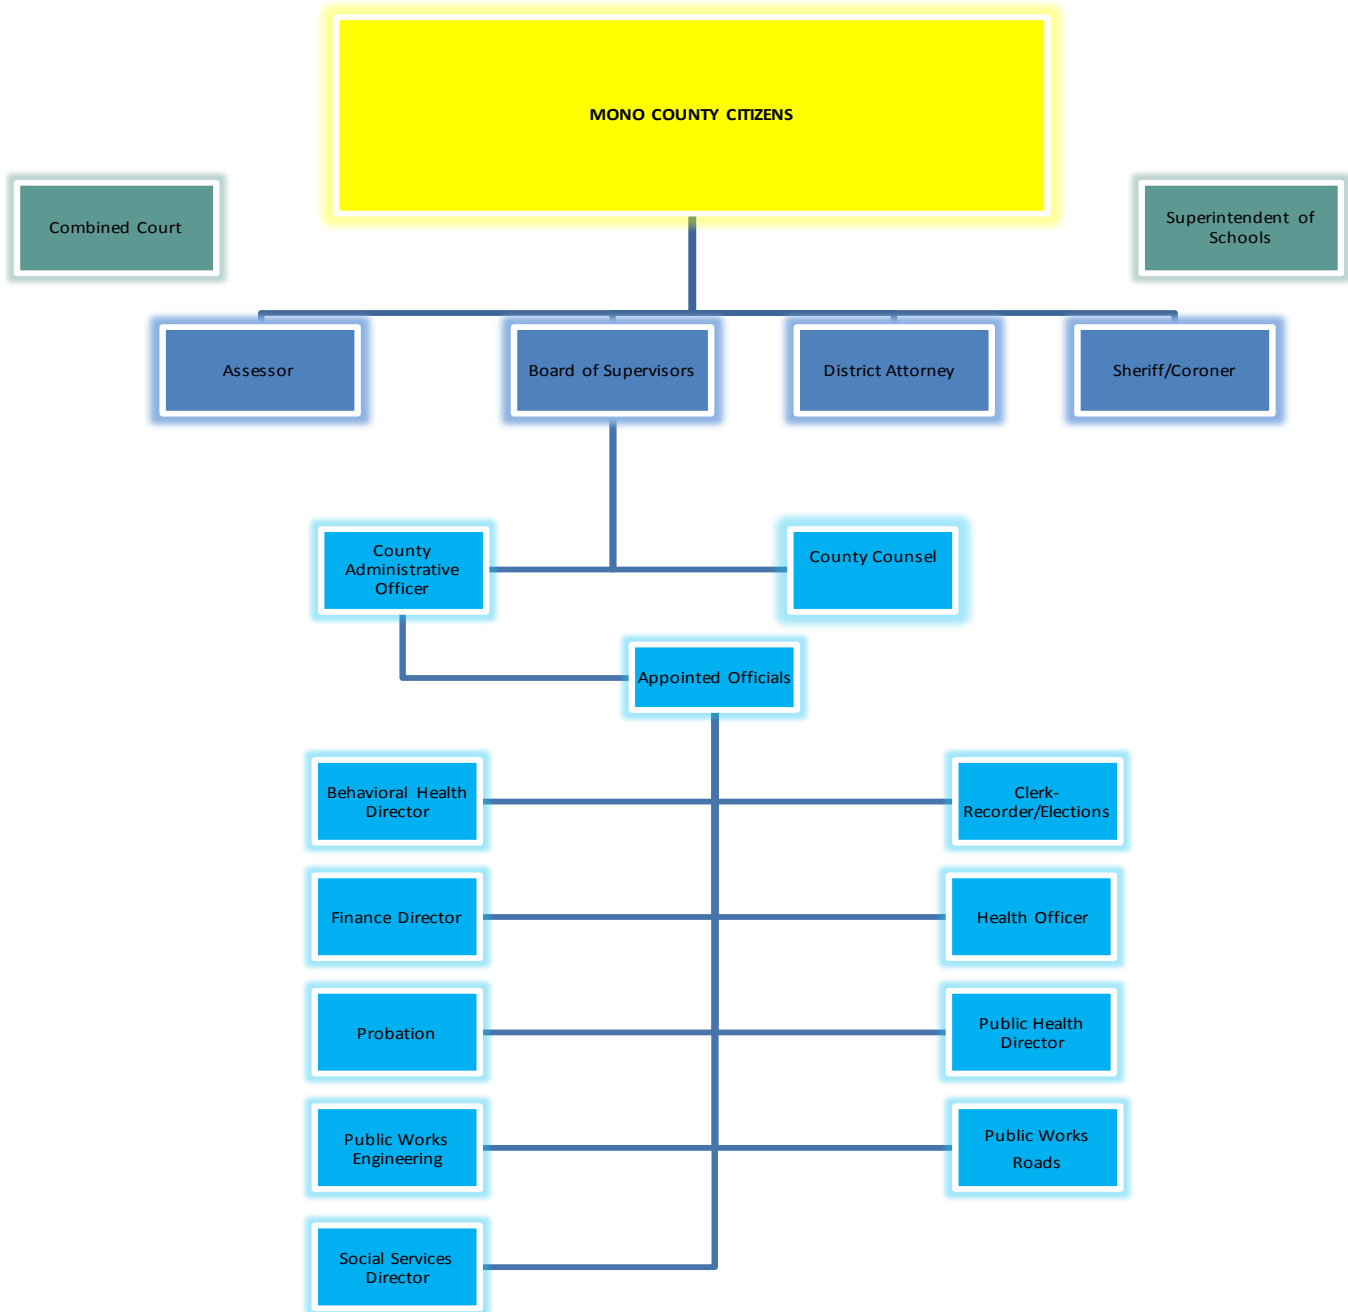 MONO COUNTY CITIZENS
Combined Court
Superintendent of
Schools
Assessor
Board of Supervisors
District Attorney
Sheriff/Coroner
County
Administrative
Officer
County Counsel
Appointed Officials
Behavioral Health
Director
Clerk-
Recorder/Elections
Finance Director
Health Officer
Probation
Public Health
Director
Public Works
Engineering
Public Works
Roads
Social Services
Director